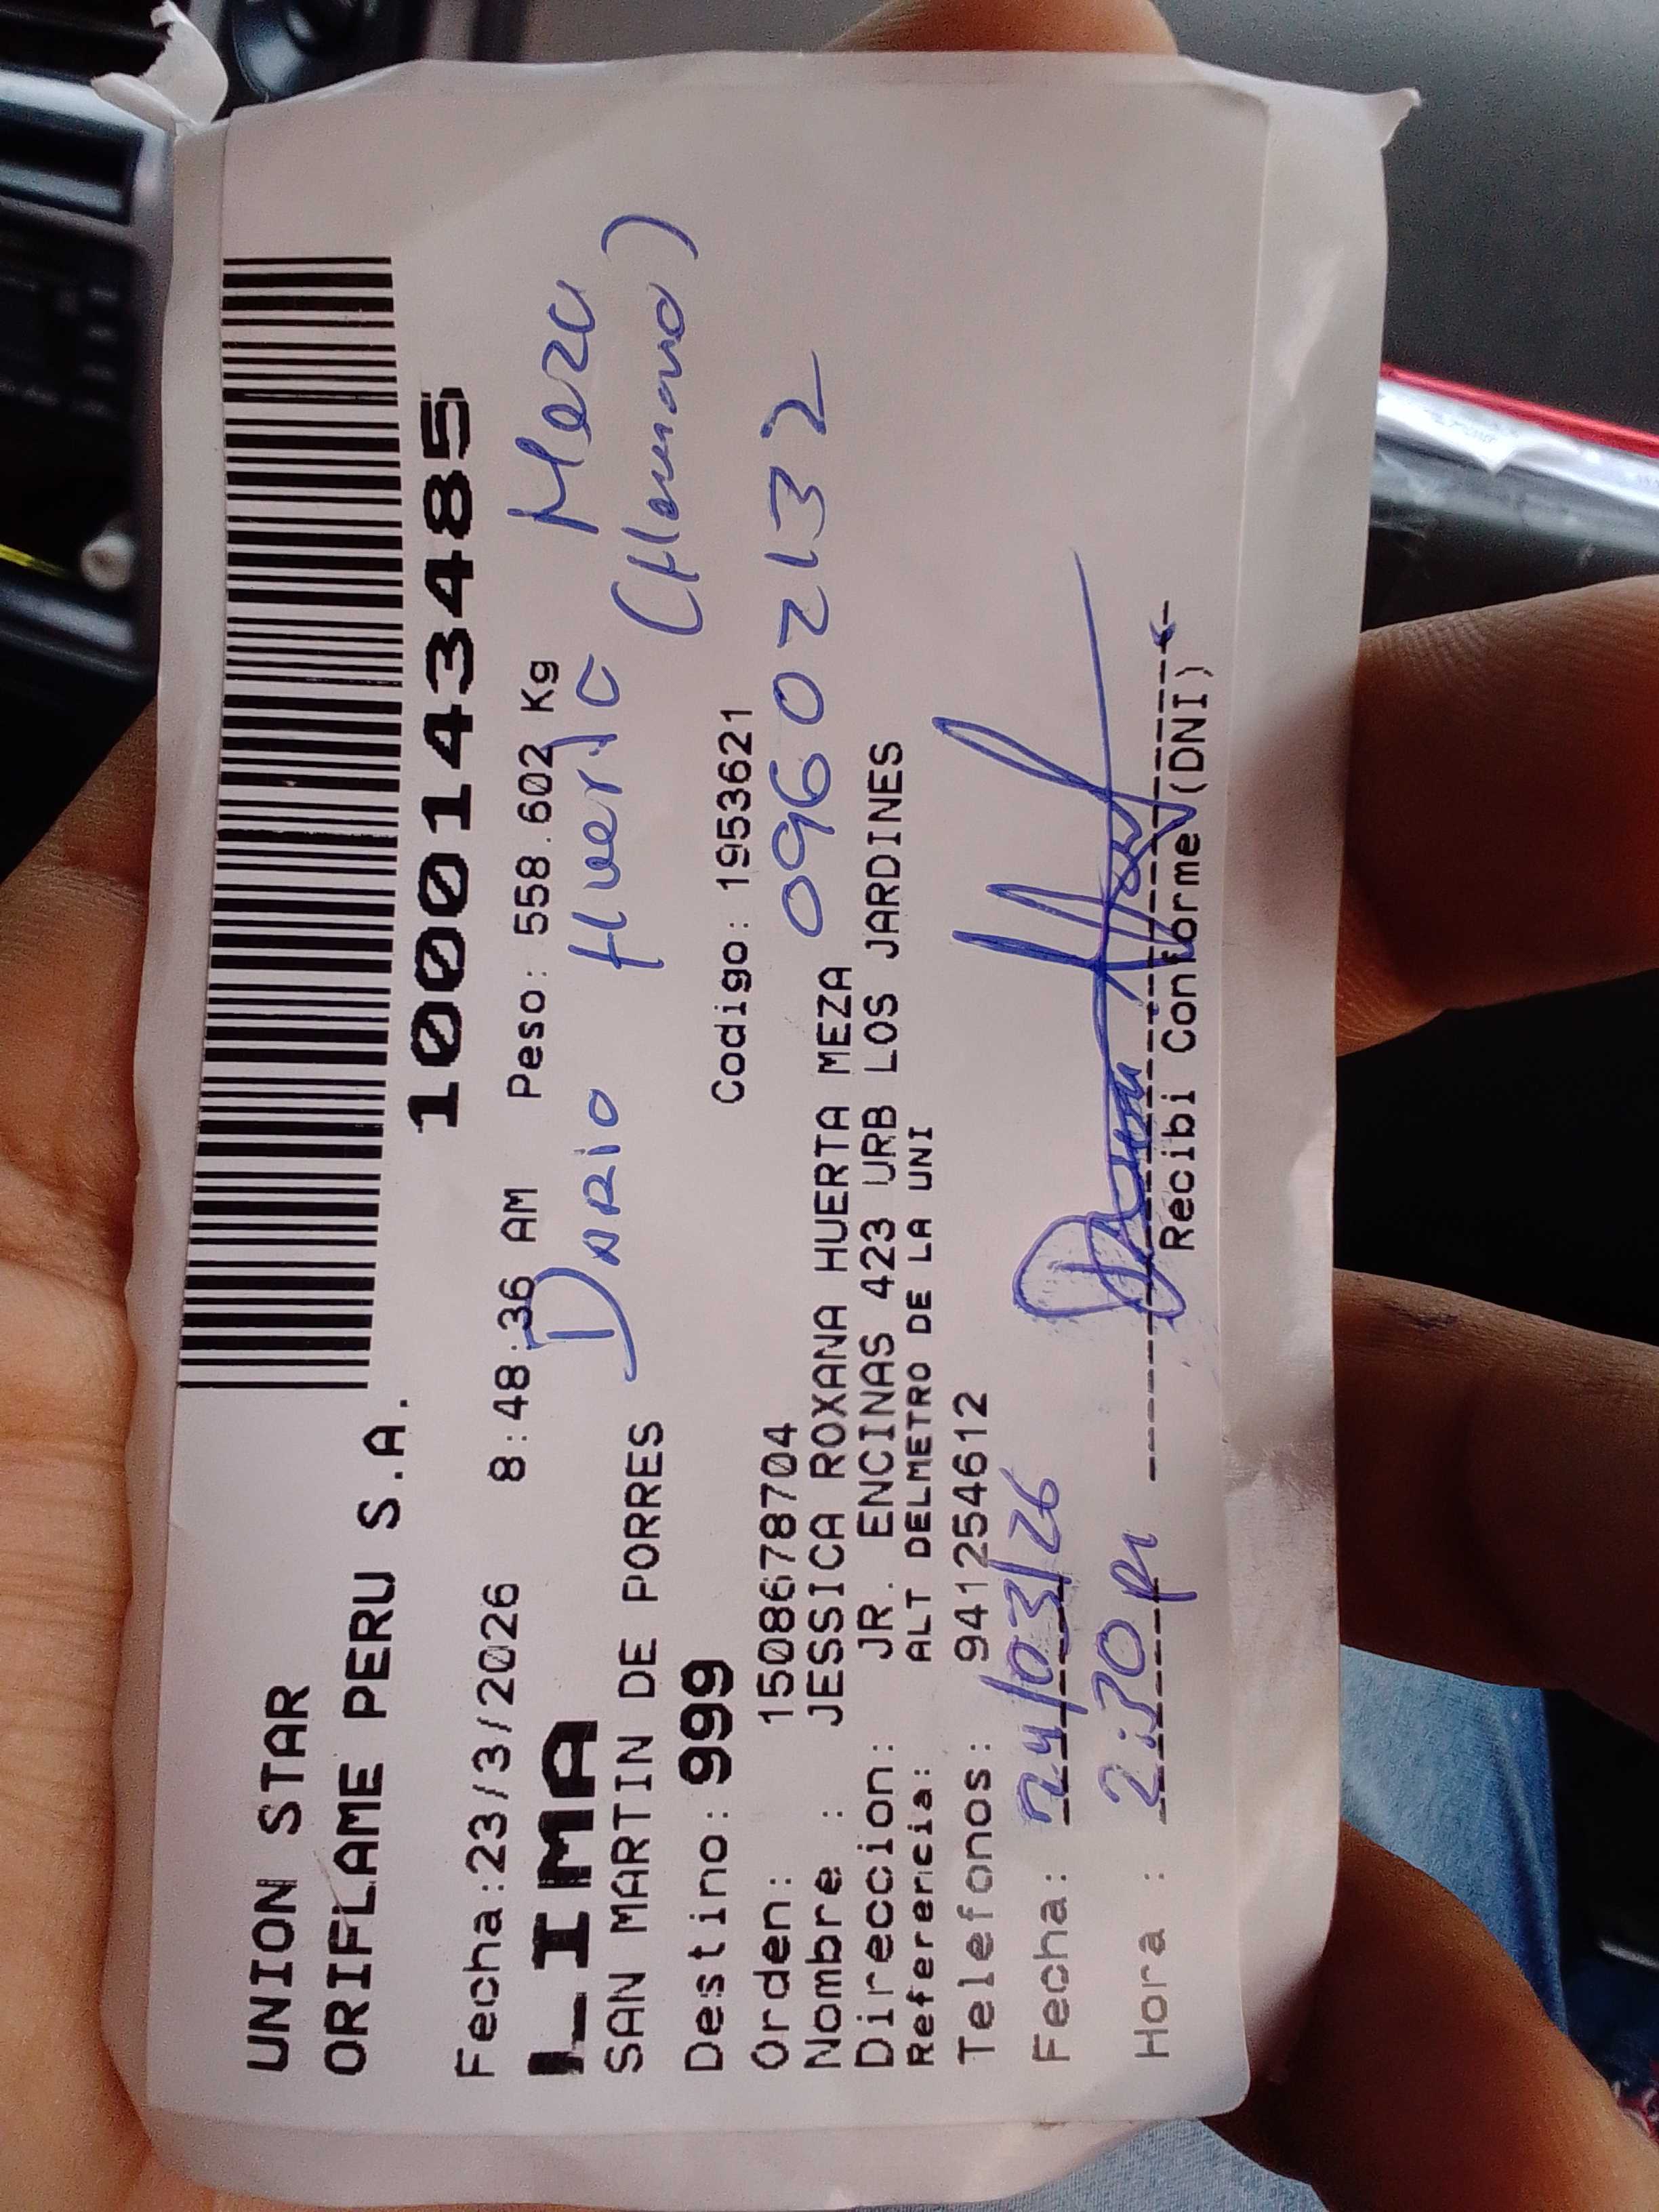 UNION STAR
ORIFLAME PERU S.A.
100143485
Fecha:23/3/2026 8:48:36 AM Peso: 558.602 Kg
LIMA
Dario Huerta Meza
SAN MARTIN DE PORRES
(Hermano)
Destino: 999 Codigo: 1953621
Orden: 1508678704
09602132
Nombre : JESSICA ROXANA HUERTA MEZA
Direccion: JR. ENCINAS 423 URB LOS JARDINES
Referencia: ALT DELMETRO DE LA UNI
Telefonos: 941254612
Fecha: 24/03/26
Hora : 2:30 pm
Recibi Conforme (DNI)